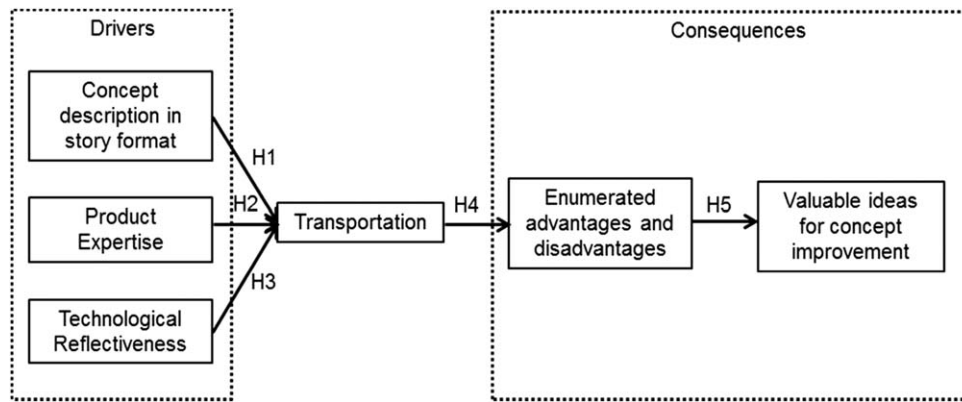 Drivers
Concept
description in
story format
Product
Expertise
Technological
Reflectiveness
H1
H2
H3
Transportation
H4
Consequences
Enumerated
advantages and
disadvantages
H5
Valuable ideas
for concept
improvement